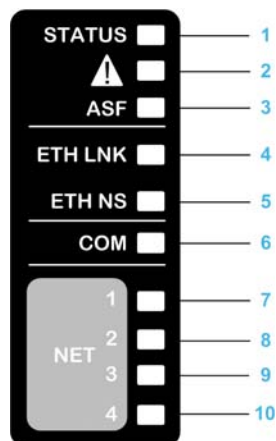 STATUS 1
2
ASF 3
ETH LNK 4
ETH NS 5
COM 6
1 7
NET 2 8
3 9
4 10